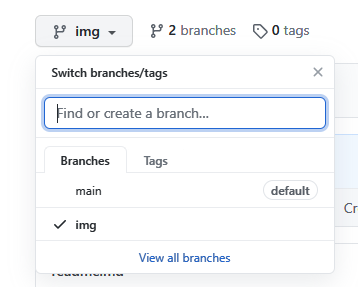 img 2 branches 0 tags
Switch branches/tags
Find or create a branch...
Branches Tags
main default
img
Cr
View all branches